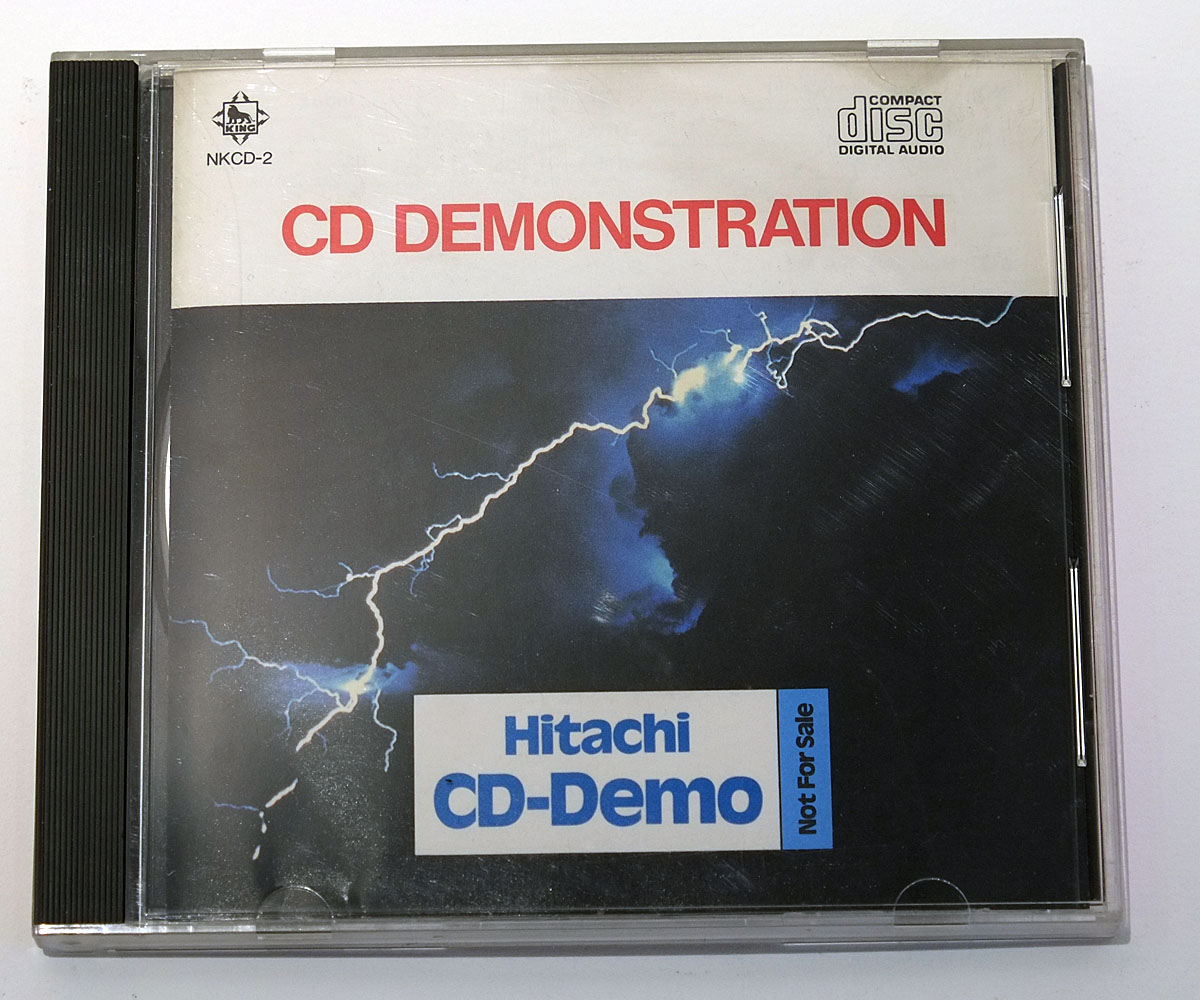 KING
NKCD-2
COMPACT
disc
DIGITAL AUDIO
CD DEMONSTRATION
Hitachi
CD-Demo
Not For Sale